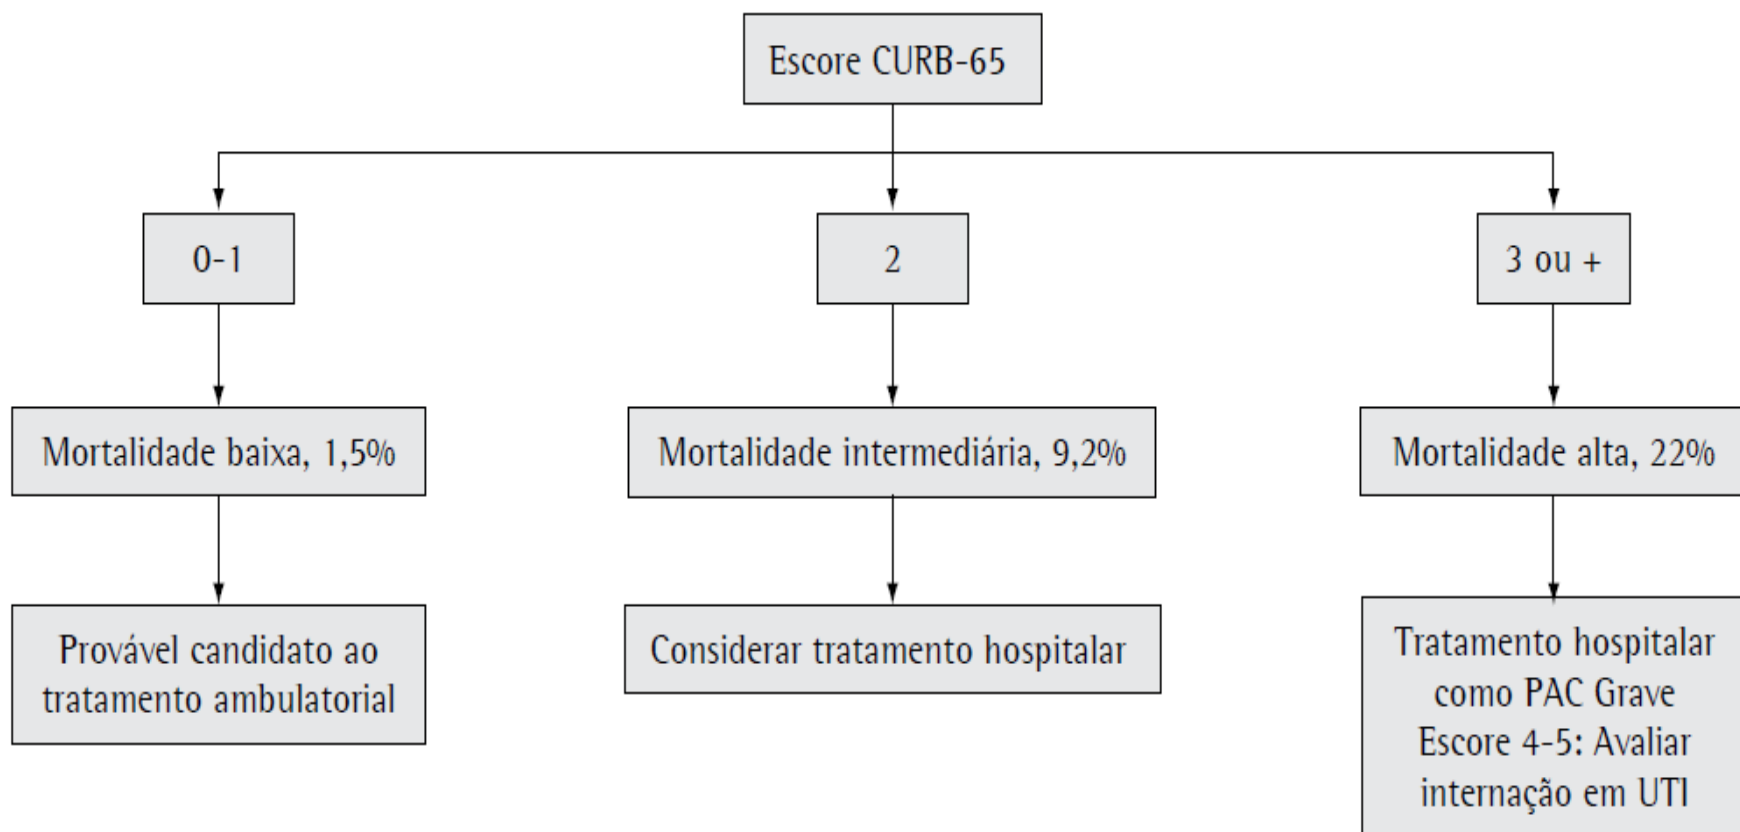 Escore CURB-65
0-1
2
3 ou +
Mortalidade baixa, 1,5%
Mortalidade intermediária, 9,2%
Mortalidade alta, 22%
Provável candidato ao
tratamento ambulatorial
Considerar tratamento hospitalar
Tratamento hospitalar
como PAC Grave
Escore 4-5: Avaliar
internação em UTI